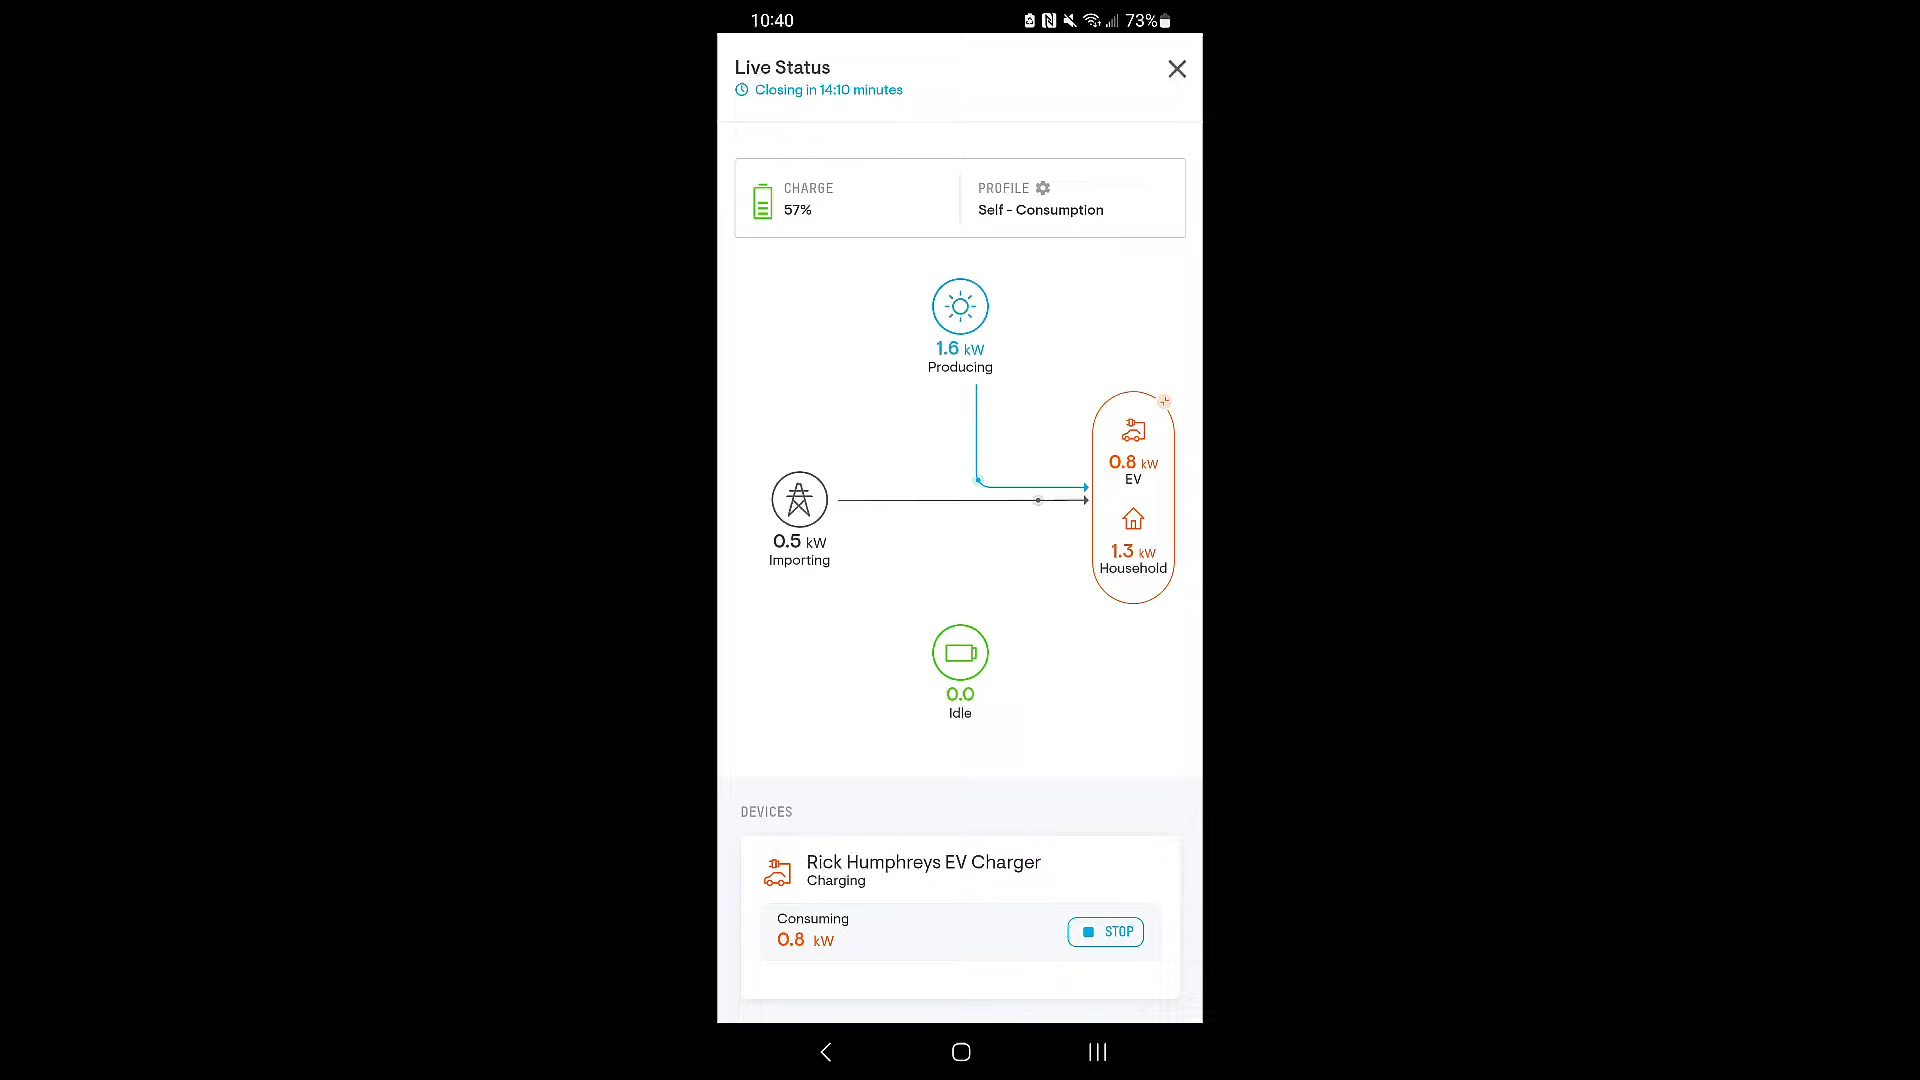 10:40
73%
Live Status
Closing in 14:10 minutes
CHARGE
57%
PROFILE
Self - Consumption
1.6 kW
Producing
0.8 kW
EV
1.3 kW
Household
0.5 kW
Importing
0.0
Idle
DEVICES
Rick Humphreys EV Charger
Charging
Consuming
0.8 kW
STOP